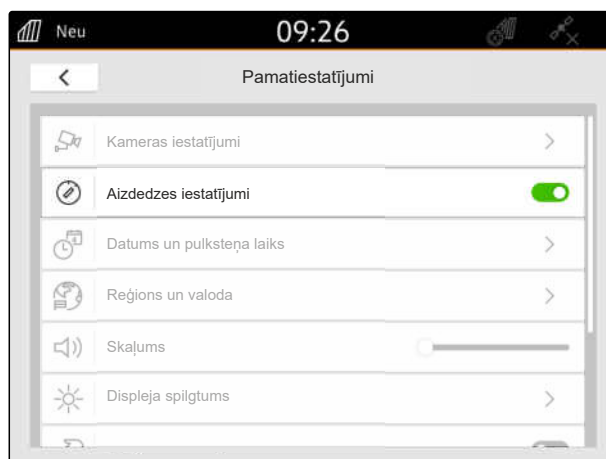 Neu
09:26
Pamatiestatījumi
Kameras iestatījumi
Aizdedzes iestatījumi
Datums un pulksteņa laiks
Reģions un valoda
Skaļums
Displeja spilgtums